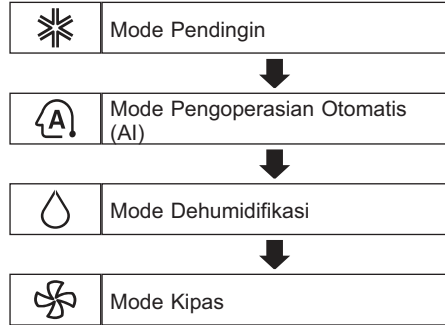 Mode Pendingin
A
Mode Pengoperasian Otomatis
(AI)
Mode Dehumidifikasi
Mode Kipas